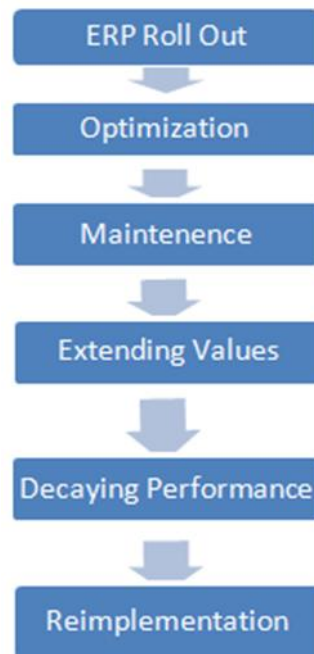 ERP Roll Out
Optimization
Maintenence
Extending Values
Decaying Performance
Reimplementation